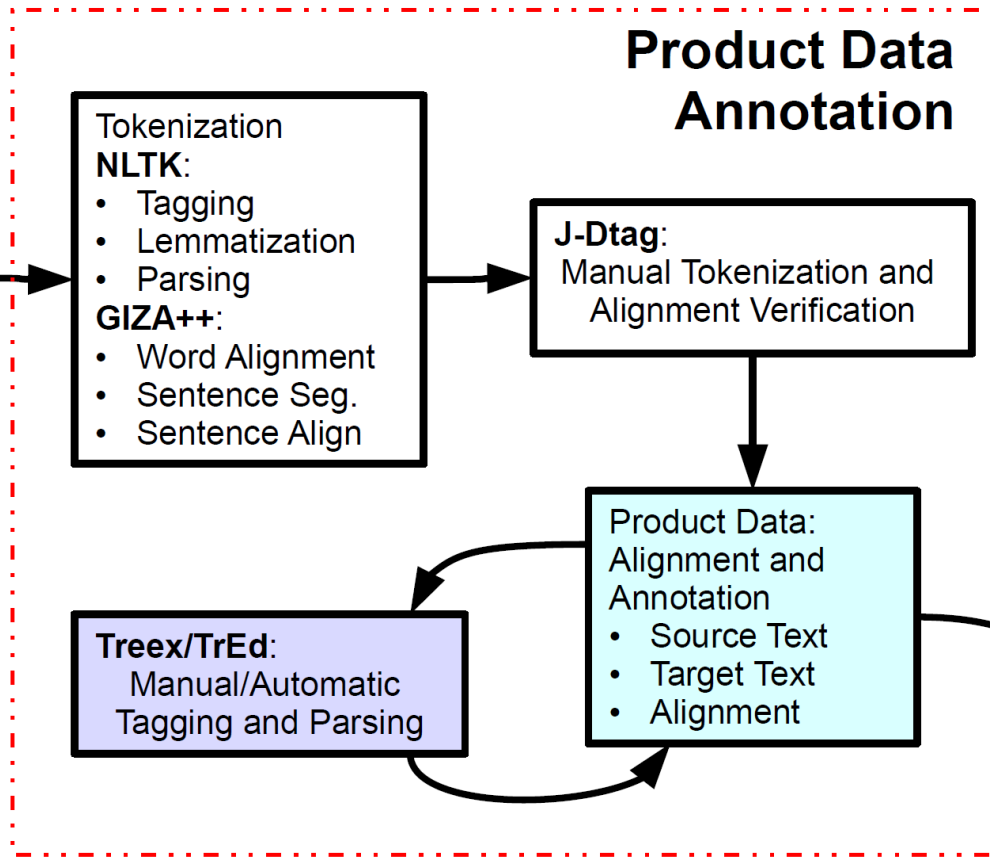 Product Data
Annotation
Tokenization
NLTK:
• Tagging
• Lemmatization
• Parsing
GIZA++:
• Word Alignment
• Sentence Seg.
• Sentence Align
J-Dtag:
Manual Tokenization and
Alignment Verification
Product Data:
Alignment and
Annotation
• Source Text
• Target Text
• Alignment
Treex/TrEd:
Manual/Automatic
Tagging and Parsing